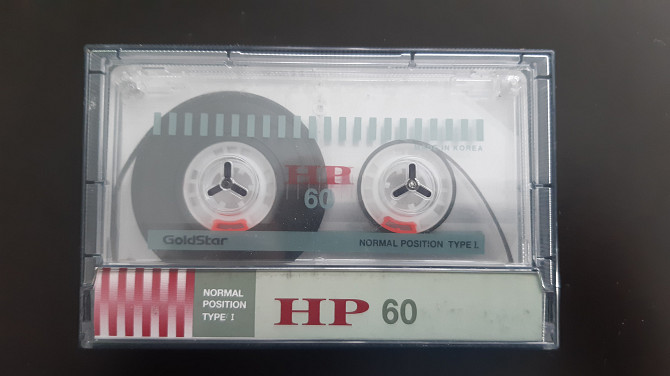 MADE IN KOREA
HP
60
GoldStar
NORMAL POSITION TYPE I
NORMAL
POSITION
TYPE I
HP 60